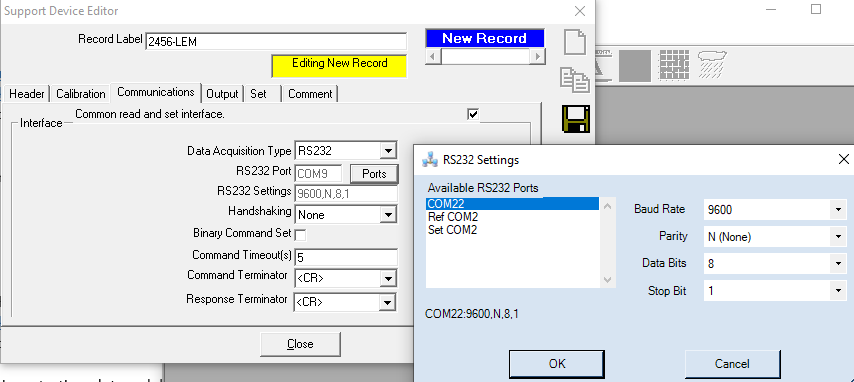 Support Device Editor
Record Label 2456-LEM
New Record
Editing New Record
Header Calibration Communications Output Set Comment
Common read and set interface.
Interface
Data Acquisition Type RS232
RS232 Port COM9 Ports
RS232 Settings 9600,N,8,1
Handshaking None
Binary Command Set
Command Timeout(s) 5
Command Terminator <CR>
Response Terminator <CR>
Close
RS232 Settings
Available RS232 Ports
COM22
Ref COM2
Set COM2
Baud Rate 9600
Parity N (None)
Data Bits 8
Stop Bit 1
COM22:9600,N,8,1
OK Cancel